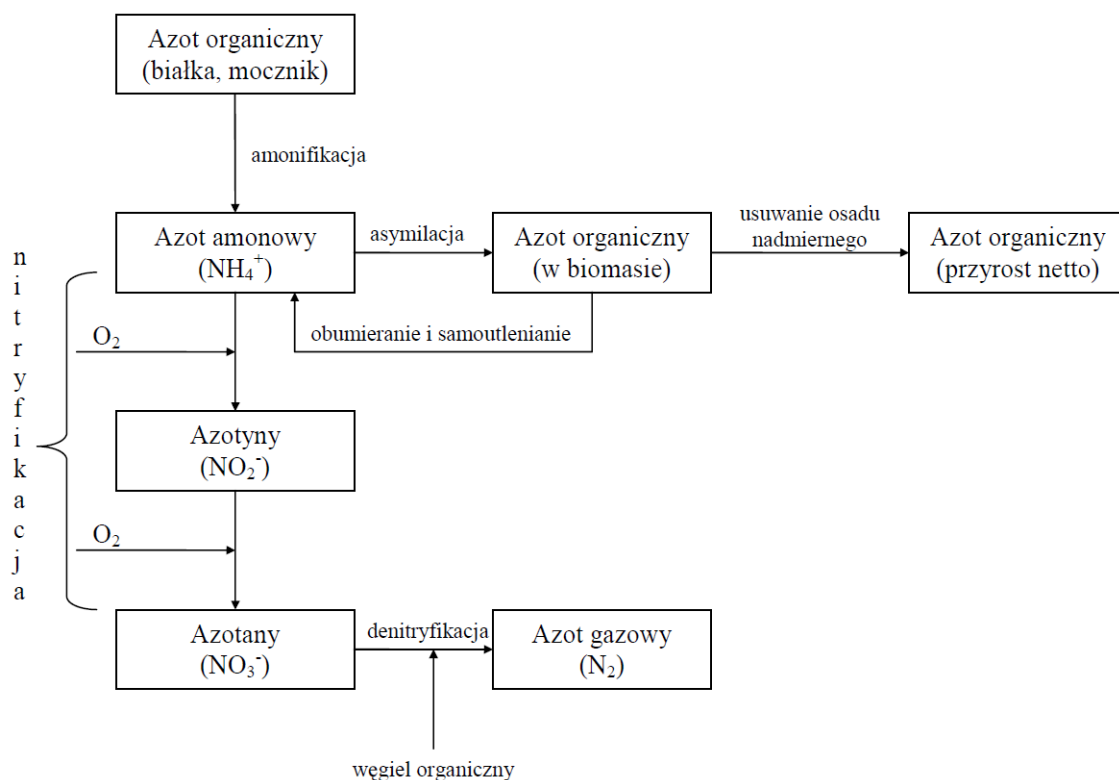 Azot organiczny
(białka, mocznik)
amonifikacja
nitryfikacja
Azot amonowy
(NH₄⁺)
asymilacja
Azot organiczny
(w biomasie)
usuwanie osadu
nadmiernego
Azot organiczny
(przyrost netto)
obumieranie i samoutlenianie
O₂
Azotyny
(NO₂⁻)
O₂
Azotany
(NO₃⁻)
denitryfikacja
Azot gazowy
(N₂)
węgiel organiczny